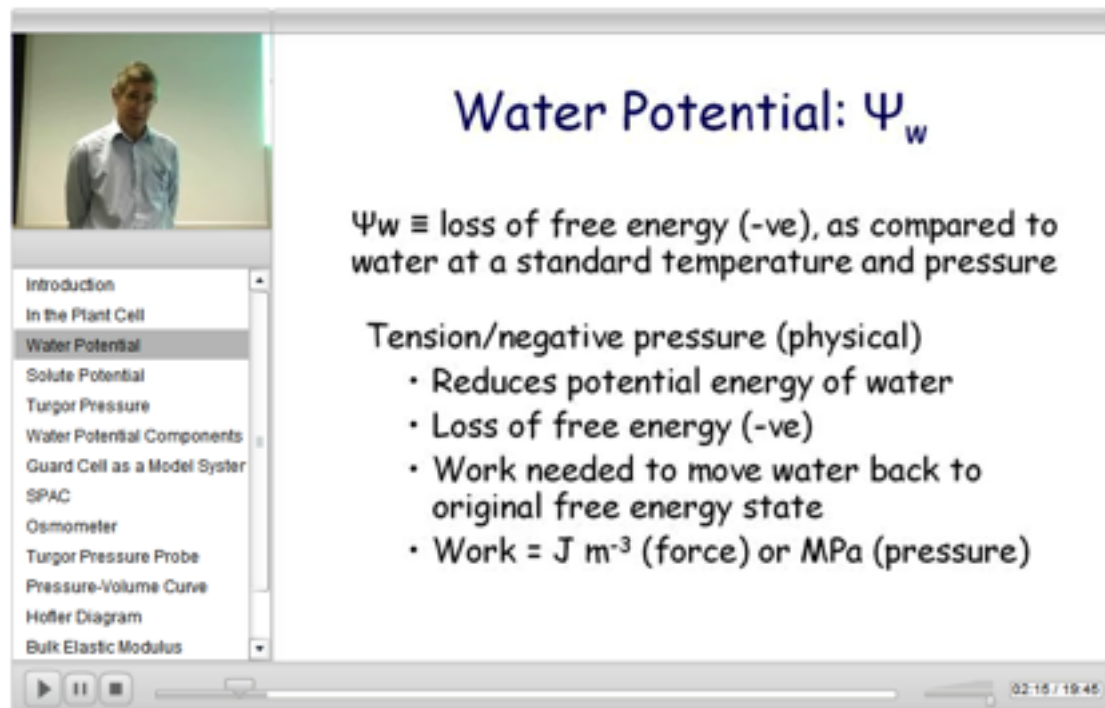 Water Potential: Ψw
Ψw ≡ loss of free energy (-ve), as compared to
water at a standard temperature and pressure
Tension/negative pressure (physical)
• Reduces potential energy of water
• Loss of free energy (-ve)
• Work needed to move water back to
original free energy state
• Work = J m-3 (force) or MPa (pressure)
Introduction
In the Plant Cell
Water Potential
Solute Potential
Turgor Pressure
Water Potential Components
Guard Cell as a Model Syster
SPAC
Osmometer
Turgor Pressure Probe
Pressure-Volume Curve
Hofler Diagram
Bulk Elastic Modulus
02:15 / 19:45